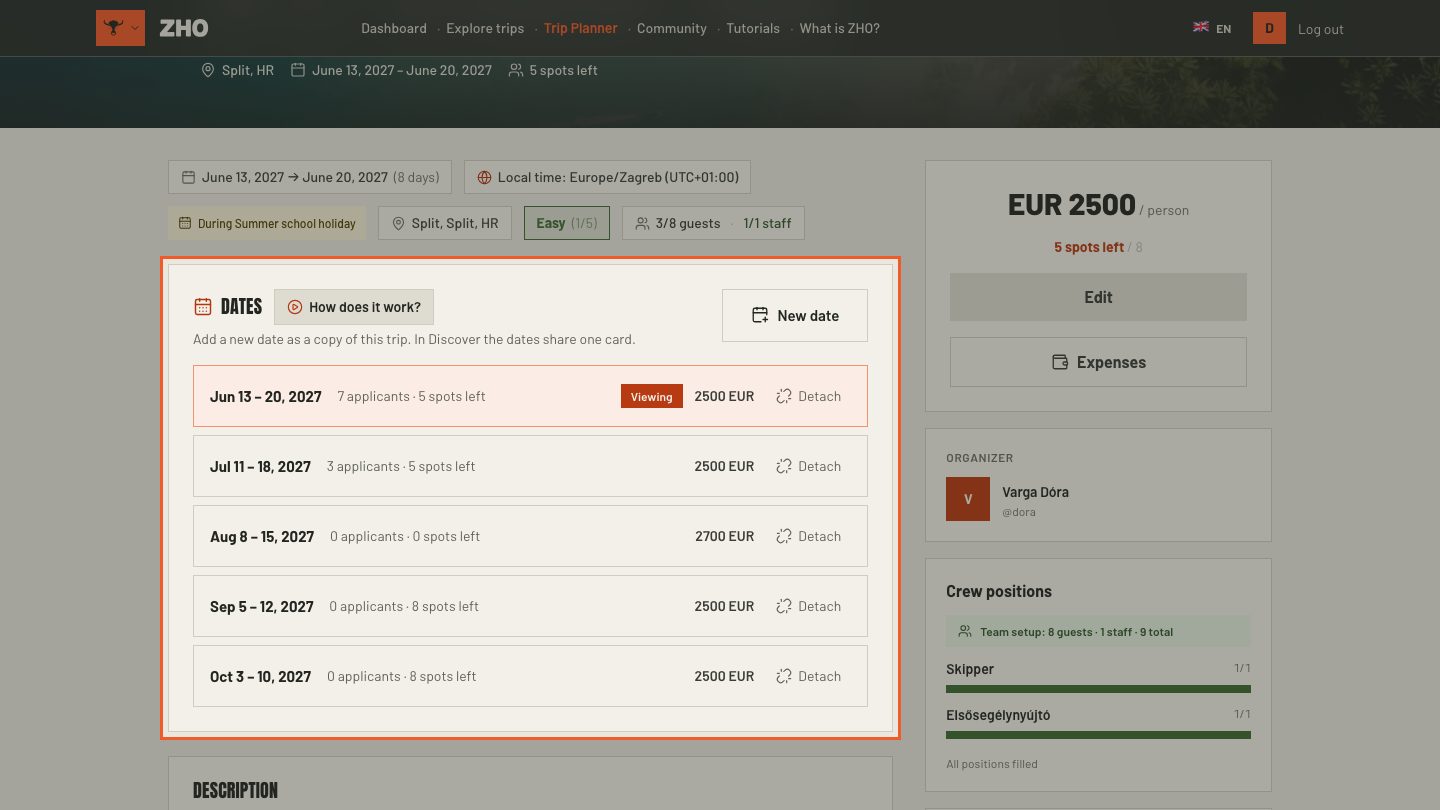 ZHO
Dashboard · Explore trips · Trip Planner · Community · Tutorials · What is ZHO?
EN
D
Log out
Split, HR
June 13, 2027 – June 20, 2027
5 spots left
June 13, 2027 → June 20, 2027 (8 days)
Local time: Europe/Zagreb (UTC+01:00)
During Summer school holiday
Split, Split, HR
Easy (1/5)
3/8 guests · 1/1 staff
DATES
How does it work?
New date
Add a new date as a copy of this trip. In Discover the dates share one card.
Jun 13 – 20, 2027 7 applicants · 5 spots left Viewing 2500 EUR Detach
Jul 11 – 18, 2027 3 applicants · 5 spots left 2500 EUR Detach
Aug 8 – 15, 2027 0 applicants · 0 spots left 2700 EUR Detach
Sep 5 – 12, 2027 0 applicants · 8 spots left 2500 EUR Detach
Oct 3 – 10, 2027 0 applicants · 8 spots left 2500 EUR Detach
DESCRIPTION
EUR 2500 / person
5 spots left / 8
Edit
Expenses
ORGANIZER
V
Varga Dóra
@dora
Crew positions
Team setup: 8 guests · 1 staff · 9 total
Skipper 1/1
Elsősegélynyújtó 1/1
All positions filled